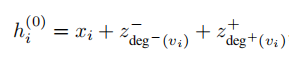 $h_i^{(0)} = x_i + z^{-}_{\deg^{-}(v_i)} + z^{+}_{\deg^{+}(v_i)}$